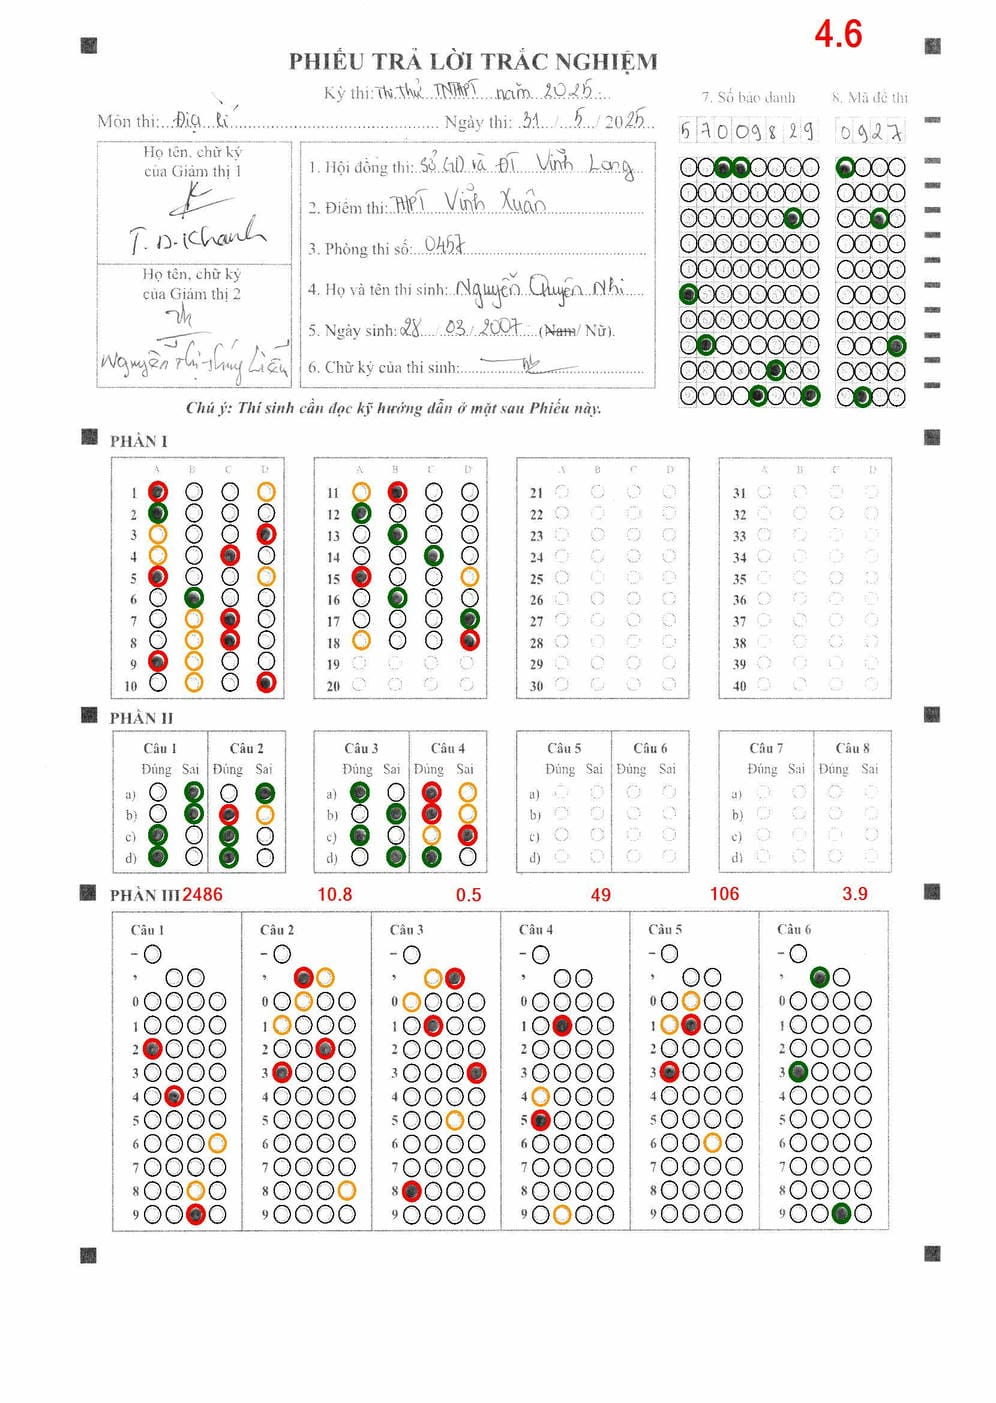 4.6
PHIẾU TRẢ LỜI TRẮC NGHIỆM
Kỳ thi: Thi Thử TNTHPT năm 2025
Môn thi: Địa lí Ngày thi: 31 / 5 / 2025
7. Số báo danh 8. Mã đề thi
5 7 0 0 9 8 2 9 0 9 2 7
Họ tên, chữ ký
của Giám thị 1
T. D. Khanh
Họ tên, chữ ký
của Giám thị 2
Nguyễn Thị
1. Hội đồng thi: Sở GD và ĐT Vĩnh Long
2. Điểm thi: THPT Vĩnh Xuân
3. Phòng thi số: 0457
4. Họ và tên thi sinh: Nguyễn Chuyên Nhi
5. Ngày sinh: 28 / 03 / 2007 (Nam/ Nữ).
6. Chữ ký của thi sinh:
Chú ý: Thí sinh cần đọc kỹ hướng dẫn ở mặt sau Phiếu này.
PHẦN I
A B C D A B C D A B C D A B C D
1 11 21 31
2 12 22 32
3 13 23 33
4 14 24 34
5 15 25 35
6 16 26 36
7 17 27 37
8 18 28 38
9 19 29 39
10 20 30 40
PHẦN II
Câu 1 Câu 2 Câu 3 Câu 4 Câu 5 Câu 6 Câu 7 Câu 8
Đúng Sai Đúng Sai Đúng Sai Đúng Sai Đúng Sai Đúng Sai Đúng Sai Đúng Sai
a) a) a) a)
b) b) b) b)
c) c) c) c)
d) d) d) d)
PHẦN III 2486 10.8 0.5 49 106 3.9
Câu 1 Câu 2 Câu 3 Câu 4 Câu 5 Câu 6
- - - - - -
, , , , , ,
0 0 0 0 0 0
1 1 1 1 1 1
2 2 2 2 2 2
3 3 3 3 3 3
4 4 4 4 4 4
5 5 5 5 5 5
6 6 6 6 6 6
7 7 7 7 7 7
8 8 8 8 8 8
9 9 9 9 9 9